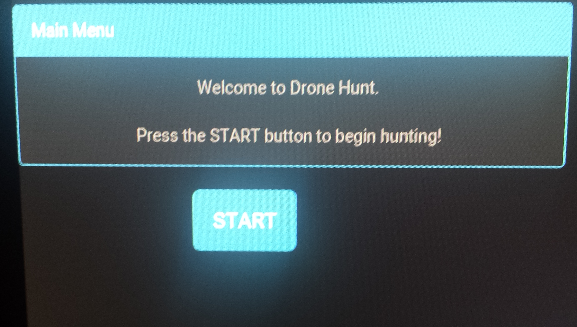 Main Menu
Welcome to Drone Hunt.
Press the START button to begin hunting!
START